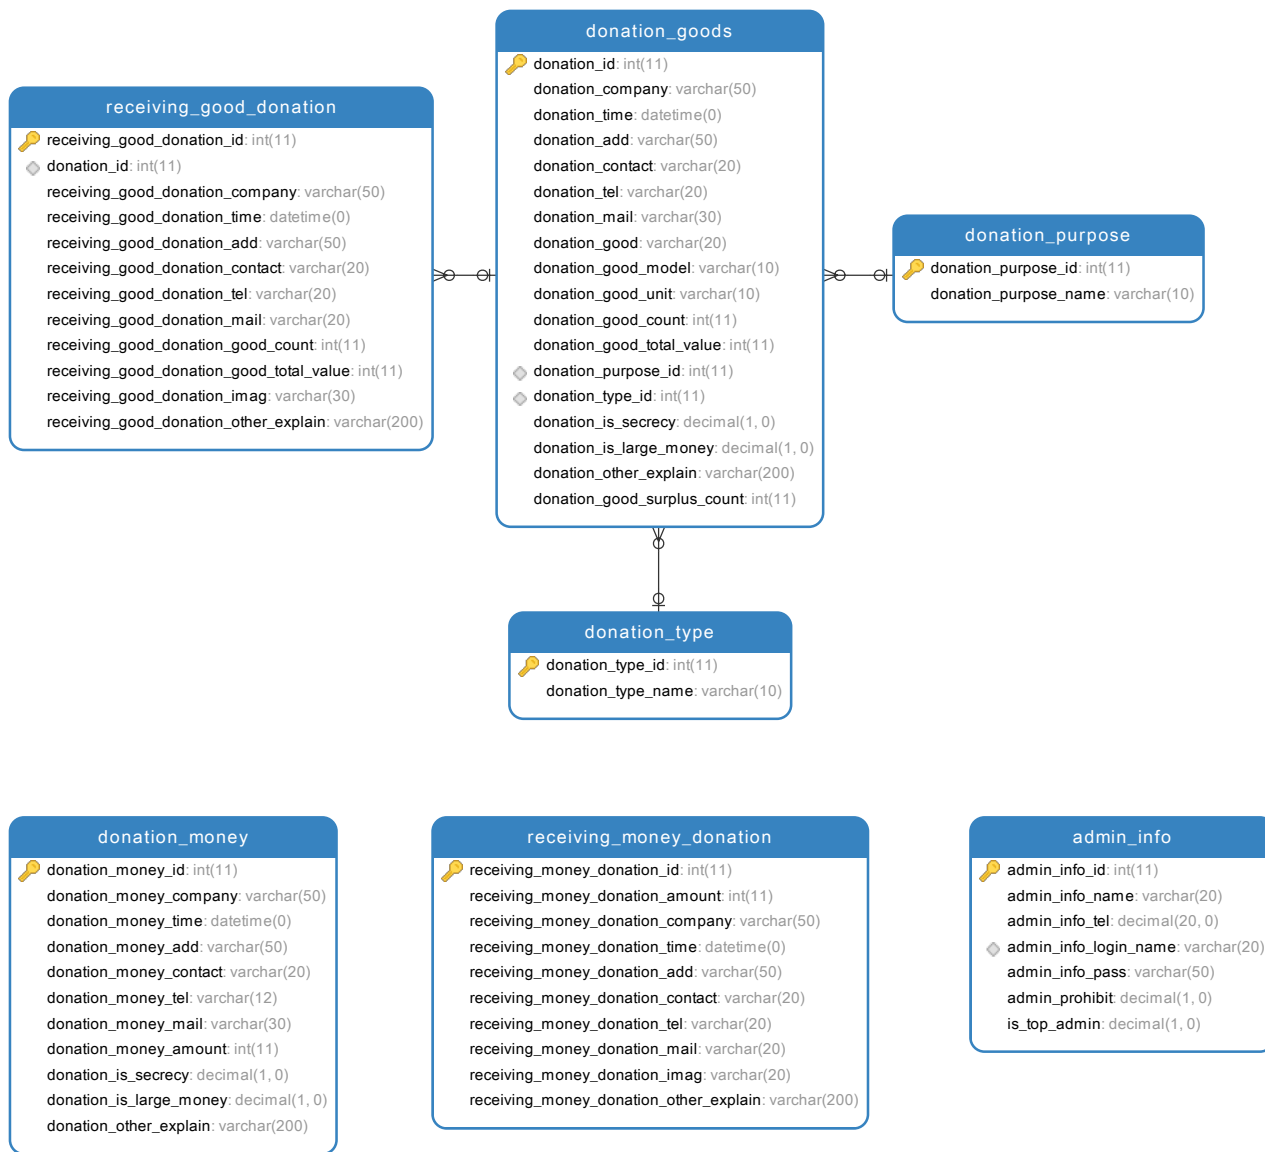 donation_goods
donation_id: int(11)
donation_company: varchar(50)
donation_time: datetime(0)
donation_add: varchar(50)
donation_contact: varchar(20)
donation_tel: varchar(20)
donation_mail: varchar(30)
donation_good: varchar(20)
donation_good_model: varchar(10)
donation_good_unit: varchar(10)
donation_good_count: int(11)
donation_good_total_value: int(11)
donation_purpose_id: int(11)
donation_type_id: int(11)
donation_is_secrecy: decimal(1, 0)
donation_is_large_money: decimal(1, 0)
donation_other_explain: varchar(200)
donation_good_surplus_count: int(11)
receiving_good_donation
receiving_good_donation_id: int(11)
donation_id: int(11)
receiving_good_donation_company: varchar(50)
receiving_good_donation_time: datetime(0)
receiving_good_donation_add: varchar(50)
receiving_good_donation_contact: varchar(20)
receiving_good_donation_tel: varchar(20)
receiving_good_donation_mail: varchar(20)
receiving_good_donation_good_count: int(11)
receiving_good_donation_good_total_value: int(11)
receiving_good_donation_imag: varchar(30)
receiving_good_donation_other_explain: varchar(200)
donation_purpose
donation_purpose_id: int(11)
donation_purpose_name: varchar(10)
donation_type
donation_type_id: int(11)
donation_type_name: varchar(10)
donation_money
donation_money_id: int(11)
donation_money_company: varchar(50)
donation_money_time: datetime(0)
donation_money_add: varchar(50)
donation_money_contact: varchar(20)
donation_money_tel: varchar(12)
donation_money_mail: varchar(30)
donation_money_amount: int(11)
donation_is_secrecy: decimal(1, 0)
donation_is_large_money: decimal(1, 0)
donation_other_explain: varchar(200)
receiving_money_donation
receiving_money_donation_id: int(11)
receiving_money_donation_amount: int(11)
receiving_money_donation_company: varchar(50)
receiving_money_donation_time: datetime(0)
receiving_money_donation_add: varchar(50)
receiving_money_donation_contact: varchar(20)
receiving_money_donation_tel: varchar(20)
receiving_money_donation_mail: varchar(20)
receiving_money_donation_imag: varchar(20)
receiving_money_donation_other_explain: varchar(200)
admin_info
admin_info_id: int(11)
admin_info_name: varchar(20)
admin_info_tel: decimal(20, 0)
admin_info_login_name: varchar(20)
admin_info_pass: varchar(50)
admin_prohibit: decimal(1, 0)
is_top_admin: decimal(1, 0)